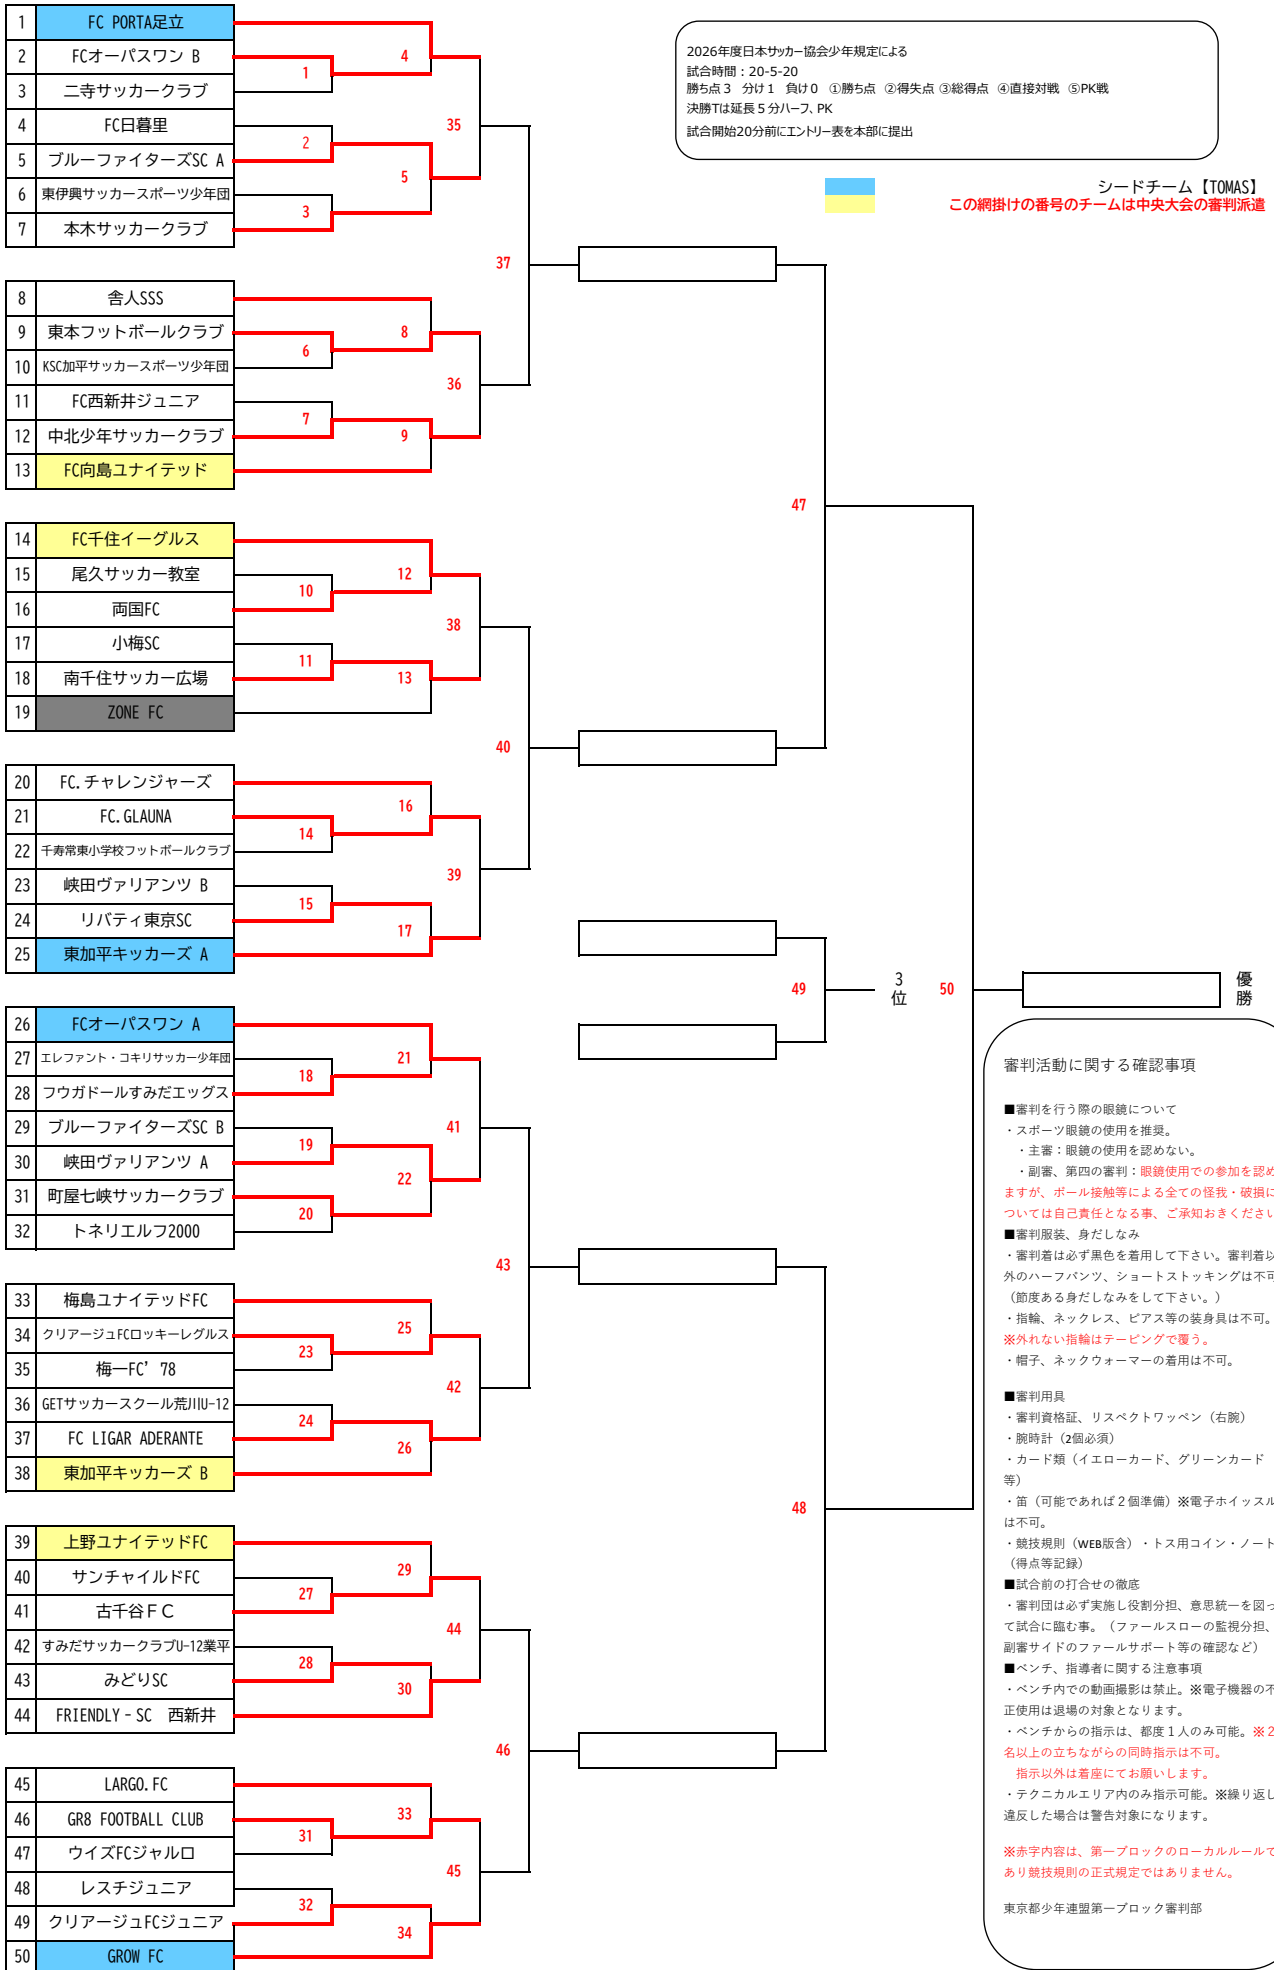 1 FC PORTA足立
2 FCオーパスワン B
3 二寺サッカークラブ
4 FC日暮里
5 ブルーファイターズSC A
6 東伊興サッカースポーツ少年団
7 本木サッカークラブ
8 舎人SSS
9 東本フットボールクラブ
10 KSC加平サッカースポーツ少年団
11 FC西新井ジュニア
12 中北少年サッカークラブ
13 FC向島ユナイテッド
14 FC千住イーグルス
15 尾久サッカー教室
16 両国FC
17 小梅SC
18 南千住サッカー広場
19 ZONE FC
20 FC.チャレンジャーズ
21 FC.GLAUNA
22 千寿常東小学校フットボールクラブ
23 峡田ヴァリアンツ B
24 リバティ東京SC
25 東加平キッカーズ A
26 FCオーパスワン A
27 エレファント・コキリサッカー少年団
28 フウガドールすみだエッグス
29 ブルーファイターズSC B
30 峡田ヴァリアンツ A
31 町屋七峡サッカークラブ
32 トネリエルフ2000
33 梅島ユナイテッドFC
34 クリアージュFCロッキーレグルス
35 梅一FC’78
36 GETサッカースクール荒川U-12
37 FC LIGAR ADERANTE
38 東加平キッカーズ B
39 上野ユナイテッドFC
40 サンチャイルドFC
41 古千谷ＦＣ
42 すみだサッカークラブU-12業平
43 みどりSC
44 FRIENDLY‐SC　西新井
45 LARGO.FC
46 GR8 FOOTBALL CLUB
47 ウイズFCジャルロ
48 レスチジュニア
49 クリアージュFCジュニア
50 GROW FC
1
2
3
4
5
6
7
8
9
10
11
12
13
14
15
16
17
18
19
20
21
22
23
24
25
26
27
28
29
30
31
32
33
34
35
36
37
38
39
40
41
42
43
44
45
46
47
48
49
3位
50
優勝
2026年度日本サッカー協会少年規定による
試合時間：20-5-20
勝ち点３　分け１　負け０　①勝ち点　②得失点 ③総得点　④直接対戦　⑤PK戦
決勝Tは延長５分ハーフ、PK
試合開始20分前にエントリー表を本部に提出
シードチーム【TOMAS】
この網掛けの番号のチームは中央大会の審判派遣
審判活動に関する確認事項
■審判を行う際の眼鏡について
・スポーツ眼鏡の使用を推奨。
・主審：眼鏡の使用を認めない。
・副審、第四の審判：眼鏡使用での参加を認め
ますが、ボール接触等による全ての怪我・破損に
ついては自己責任となる事、ご承知おきください
■審判服装、身だしなみ
・審判着は必ず黒色を着用して下さい。審判着以
外のハーフパンツ、ショートストッキングは不可
（節度ある身だしなみをして下さい。）
・指輪、ネックレス、ピアス等の装身具は不可。
※外れない指輪はテーピングで覆う。
・帽子、ネックウォーマーの着用は不可。
■審判用具
・審判資格証、リスペクトワッペン（右腕）
・腕時計（2個必須）
・カード類（イエローカード、グリーンカード
等）
・笛（可能であれば２個準備）※電子ホイッスル
は不可。
・競技規則（WEB版含）・トス用コイン・ノート
（得点等記録）
■試合前の打合せの徹底
・審判団は必ず実施し役割分担、意思統一を図っ
て試合に臨む事。（ファールスローの監視分担、
副審サイドのファールサポート等の確認など）
■ベンチ、指導者に関する注意事項
・ベンチ内での動画撮影は禁止。※電子機器の不
正使用は退場の対象となります。
・ベンチからの指示は、都度１人のみ可能。※２
名以上の立ちながらの同時指示は不可。
指示以外は着座にてお願いします。
・テクニカルエリア内のみ指示可能。※繰り返し
違反した場合は警告対象になります。
※赤字内容は、第一ブロックのローカルルールで
あり競技規則の正式規定ではありません。
東京都少年連盟第一ブロック審判部